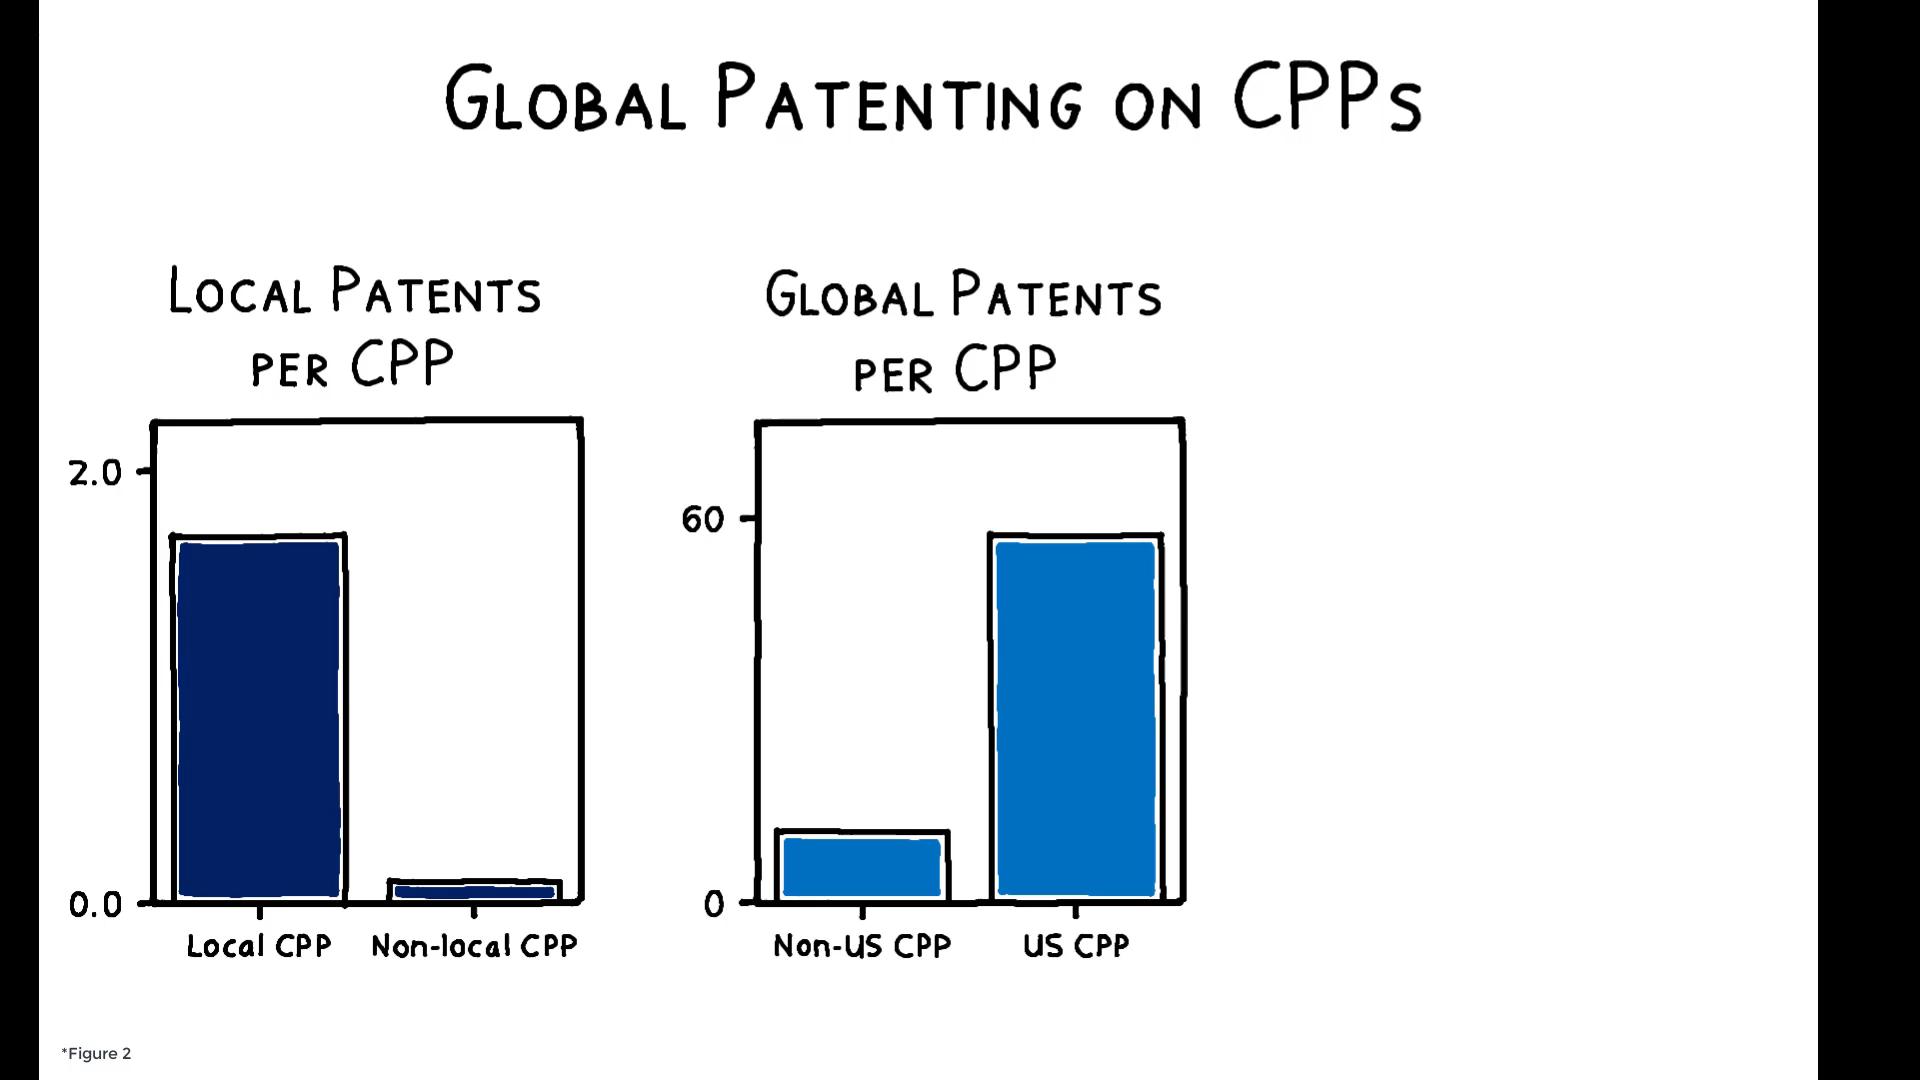 GLOBAL PATENTING ON CPPS
LOCAL PATENTS
PER CPP
2.0
0.0
Local CPP
Non-local CPP
GLOBAL PATENTS
PER CPP
60
0
Non-US CPP
US CPP
*Figure 2